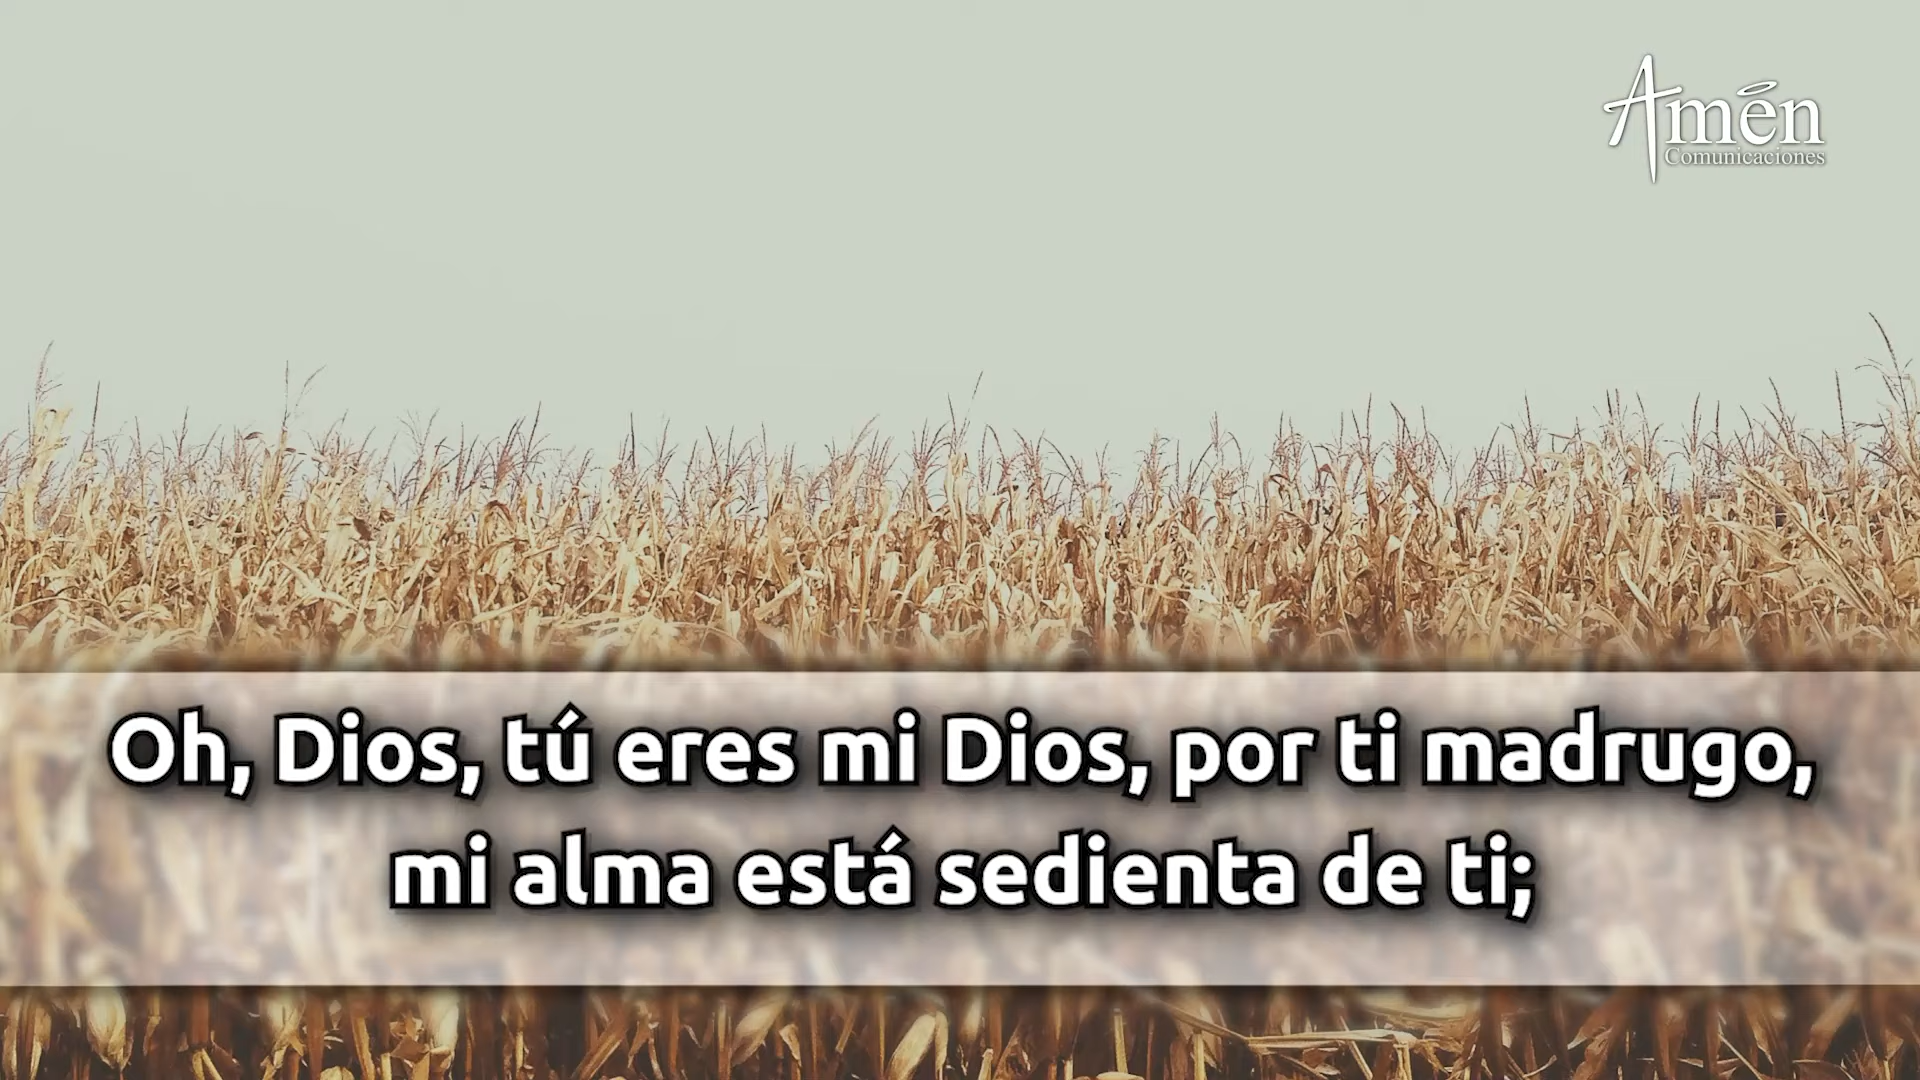 Amén
Comunicaciones
Oh, Dios, tú eres mi Dios, por ti madrugo,
mi alma está sedienta de ti;